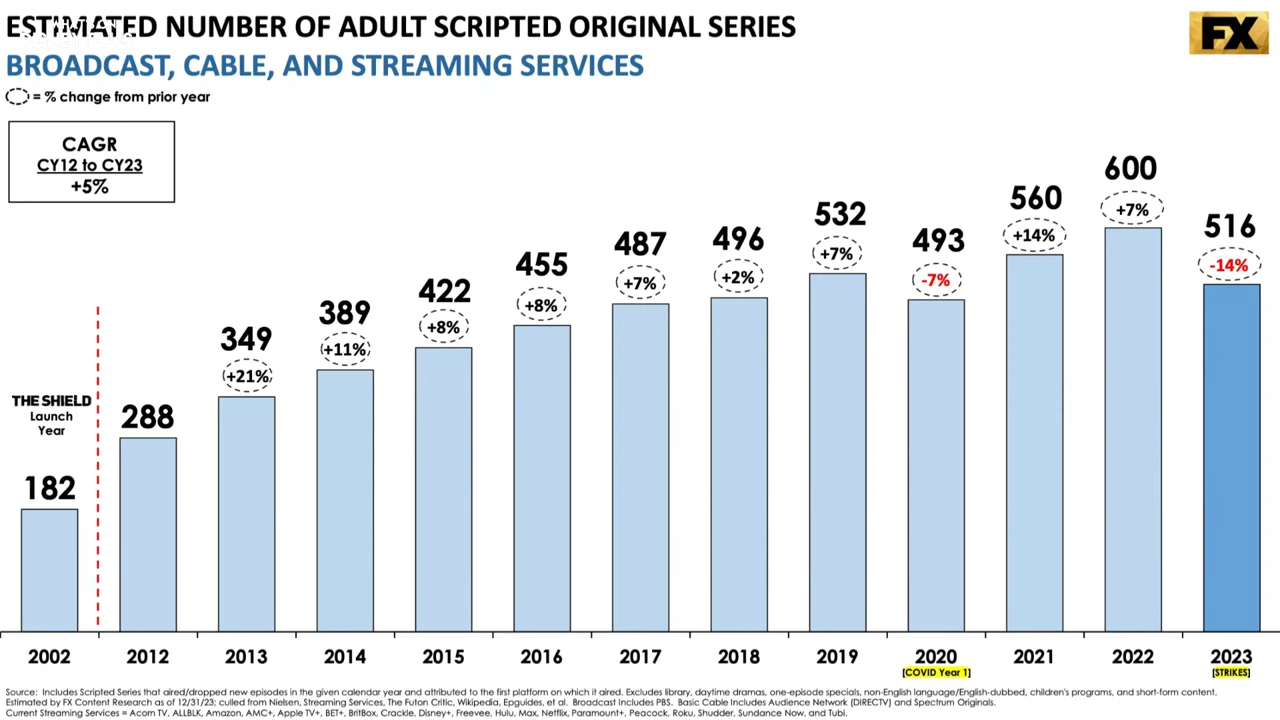 ESTIMATED NUMBER OF ADULT SCRIPTED ORIGINAL SERIES
FX
BROADCAST, CABLE, AND STREAMING SERVICES
= % change from prior year
CAGR
CY12 to CY23
+5%
THE SHIELD
Launch
Year
182
288
349
+21%
389
+11%
422
+8%
455
+8%
487
+7%
496
+2%
532
+7%
493
-7%
560
+14%
600
+7%
516
-14%
2002 2012 2013 2014 2015 2016 2017 2018 2019 2020 2021 2022 2023
[COVID Year 1] [STRIKES]
Source: Includes Scripted Series that aired/dropped new episodes in the given calendar year and attributed to the first platform on which it aired. Excludes library, daytime dramas, one-episode specials, non-English language/English-dubbed, children's programs, and short-form content.
Estimated by FX Content Research as of 12/31/23; culled from Nielsen, Streaming Services, The Futon Critic, Wikipedia, Epguides, et al. Broadcast Includes PBS. Basic Cable Includes Audience Network (DIRECTV) and Spectrum Originals.
Current Streaming Services = Acorn TV, ALLBLK, Amazon, AMC+, Apple TV+, BET+, BritBox, Crackle, Disney+, Freevee, Hulu, Max, Netflix, Paramount+, Peacock, Roku, Shudder, Sundance Now, and Tubi.